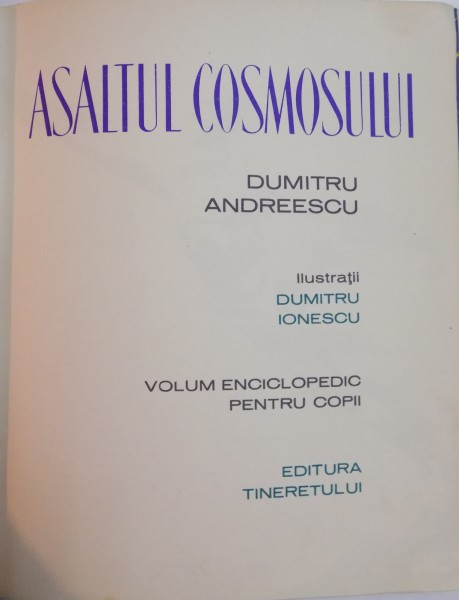 ASALTUL COSMOSULUI
DUMITRU
ANDREESCU
Ilustraţii
DUMITRU
IONESCU
VOLUM ENCICLOPEDIC
PENTRU COPII
EDITURA
TINERETULUI